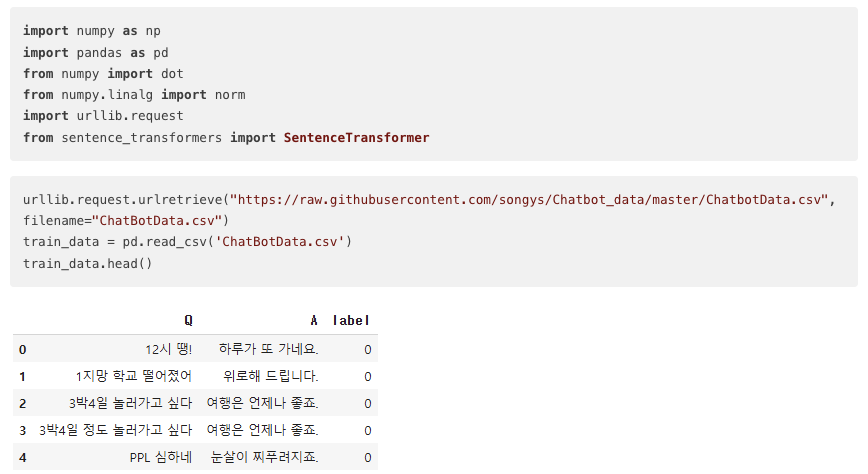 import numpy as np
import pandas as pd
from numpy import dot
from numpy.linalg import norm
import urllib.request
from sentence_transformers import SentenceTransformer
urllib.request.urlretrieve("https://raw.githubusercontent.com/songys/Chatbot_data/master/ChatbotData.csv",
filename="ChatBotData.csv")
train_data = pd.read_csv('ChatBotData.csv')
train_data.head()
Q A label
0 12시 땡! 하루가 또 가네요. 0
1 1지망 학교 떨어졌어 위로해 드립니다. 0
2 3박4일 놀러가고 싶다 여행은 언제나 좋죠. 0
3 3박4일 정도 놀러가고 싶다 여행은 언제나 좋죠. 0
4 PPL 심하네 눈살이 찌푸려지죠. 0